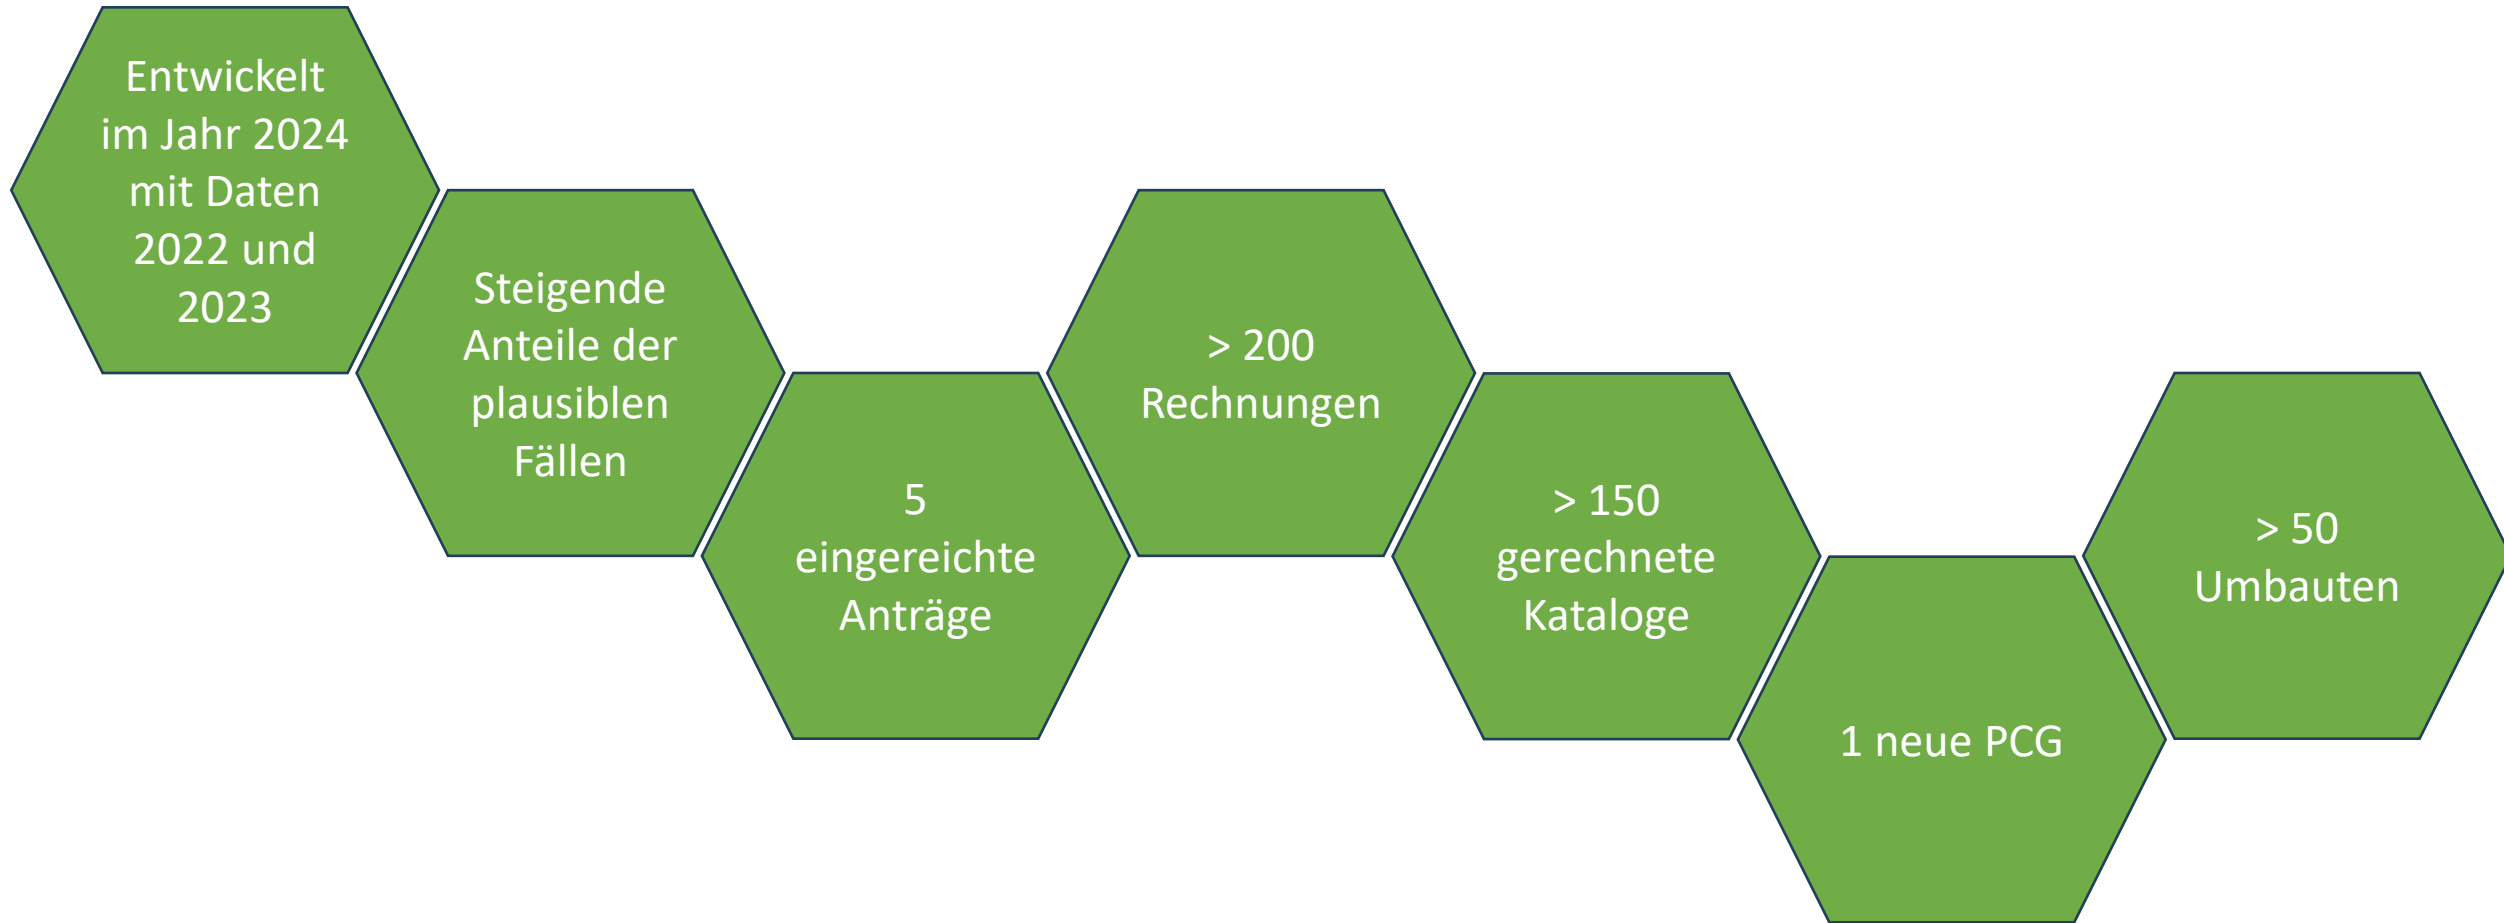 Entwickelt
im Jahr 2024
mit Daten
2022 und
2023
Steigende
Anteile der
plausiblen
Fällen
5
eingereichte
Anträge
> 200
Rechnungen
> 150
gerechnete
Kataloge
1 neue PCG
> 50
Umbauten